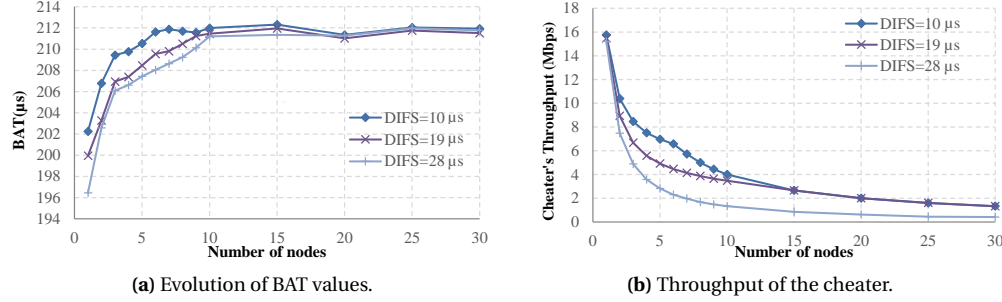 214
212
210
208
206
204
202
200
198
196
194
BAT(µs)
DIFS=10 µs
DIFS=19 µs
DIFS=28 µs
0 5 10 15 20 25 30
Number of nodes
(a) Evolution of BAT values.
18
16
14
12
10
8
6
4
2
0
Cheater's Throughput (Mbps)
DIFS=10 µs
DIFS=19 µs
DIFS=28 µs
0 5 10 15 20 25 30
Number of nodes
(b) Throughput of the cheater.